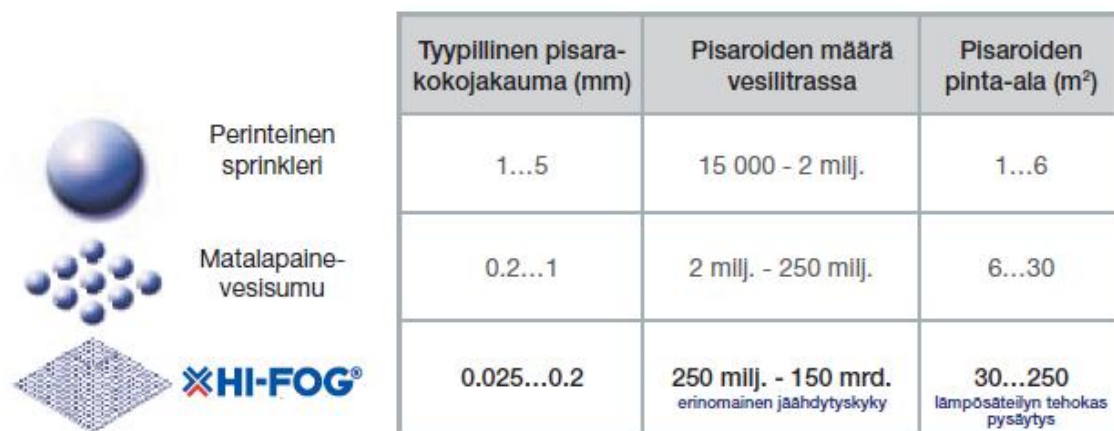 Tyypillinen pisara-
kokojakauma (mm)
Pisaroiden määrä
vesilitrassa
Pisaroiden
pinta-ala (m²)
Perinteinen
sprinkleri
1...5
15 000 - 2 milj.
1...6
Matalapaine-
vesisumu
0.2...1
2 milj. - 250 milj.
6...30
HI-FOG®
0.025...0.2
250 milj. - 150 mrd.
erinomainen jäähdytyskyky
30...250
lämpösäteilyn tehokas
pysäytys